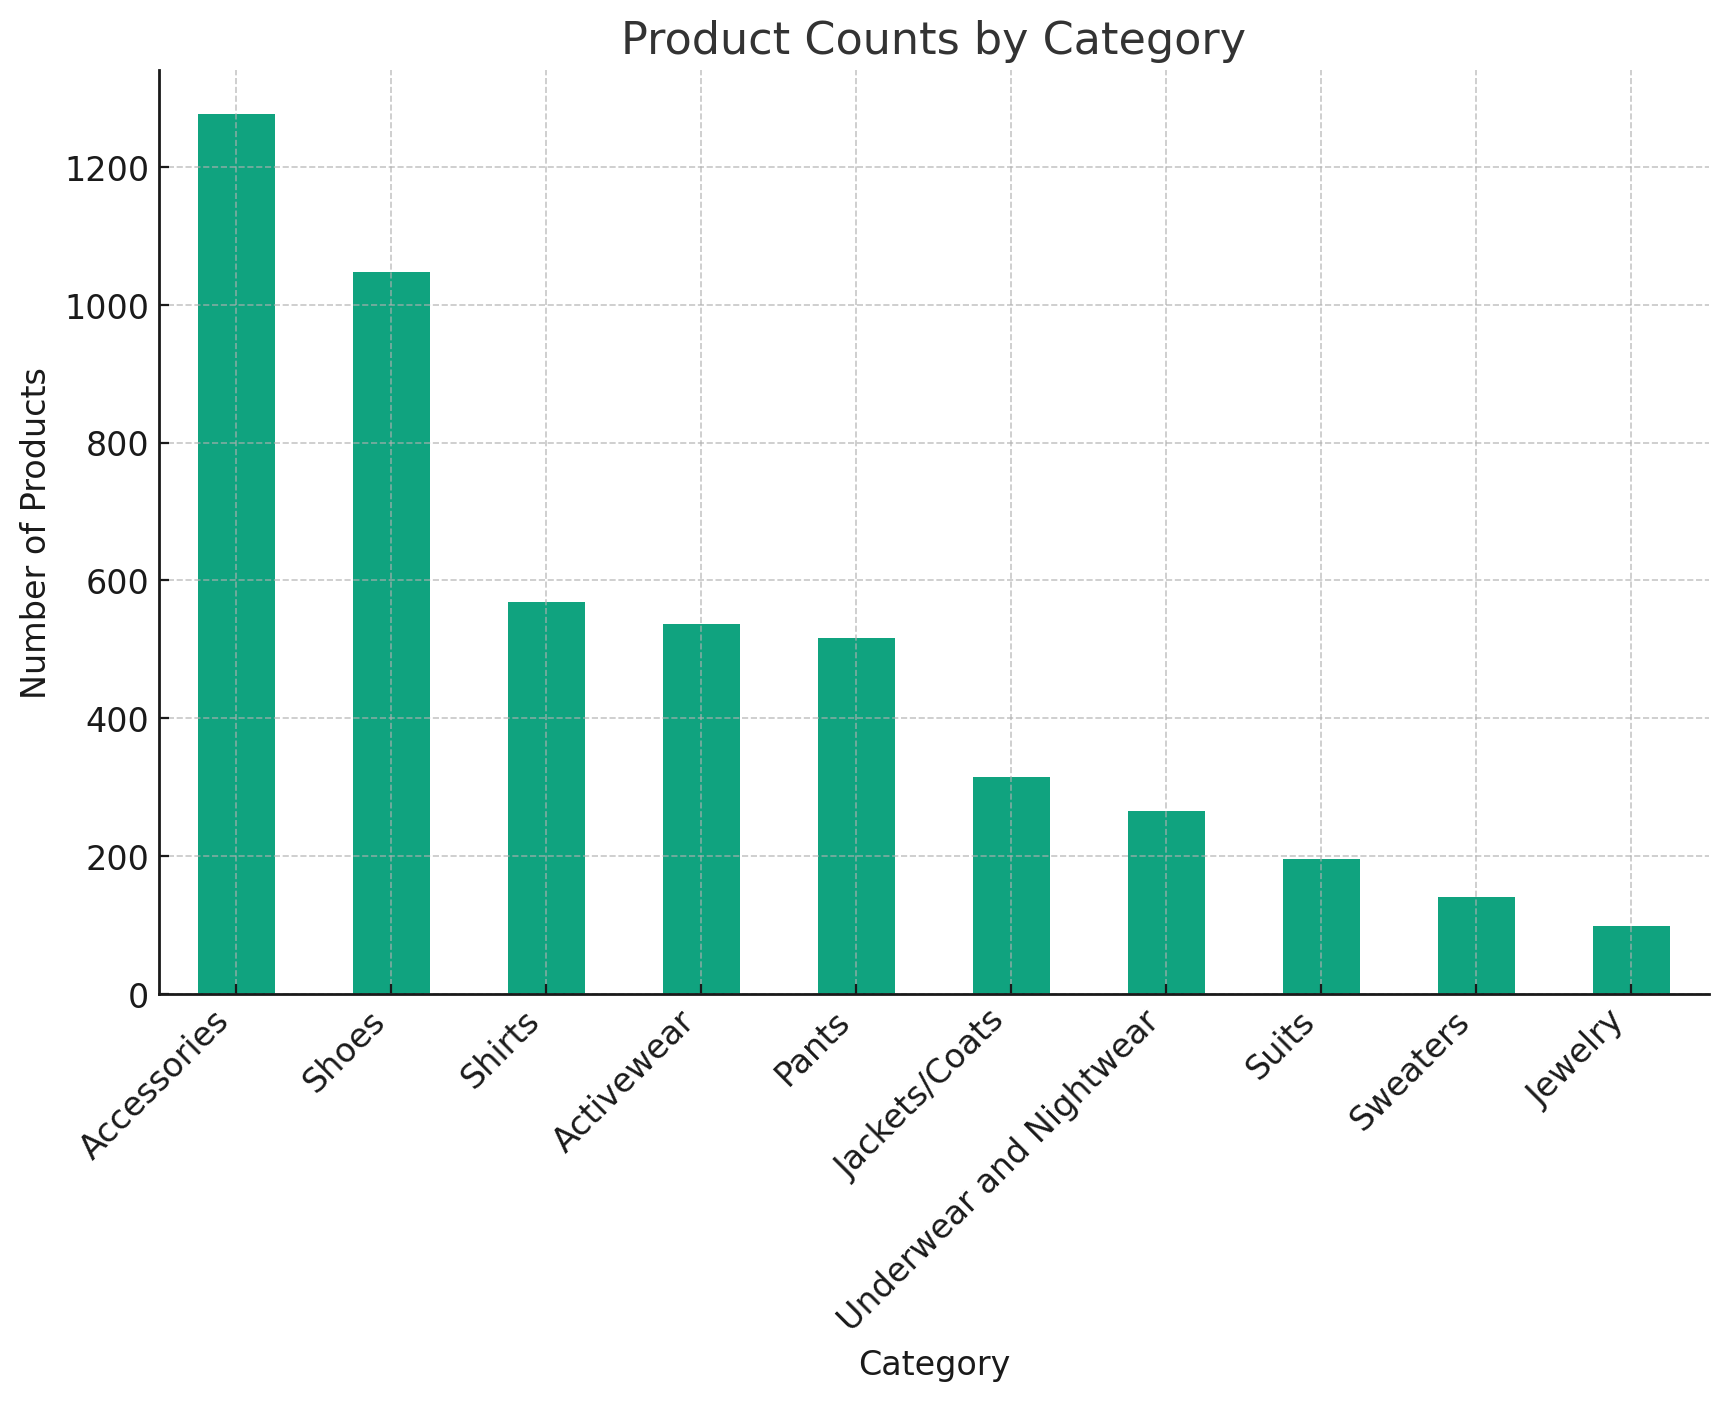 Product Counts by Category
Number of Products
1200
1000
800
600
400
200
0
Accessories
Shoes
Shirts
Activewear
Pants
Jackets/Coats
Underwear and Nightwear
Suits
Sweaters
Jewelry
Category